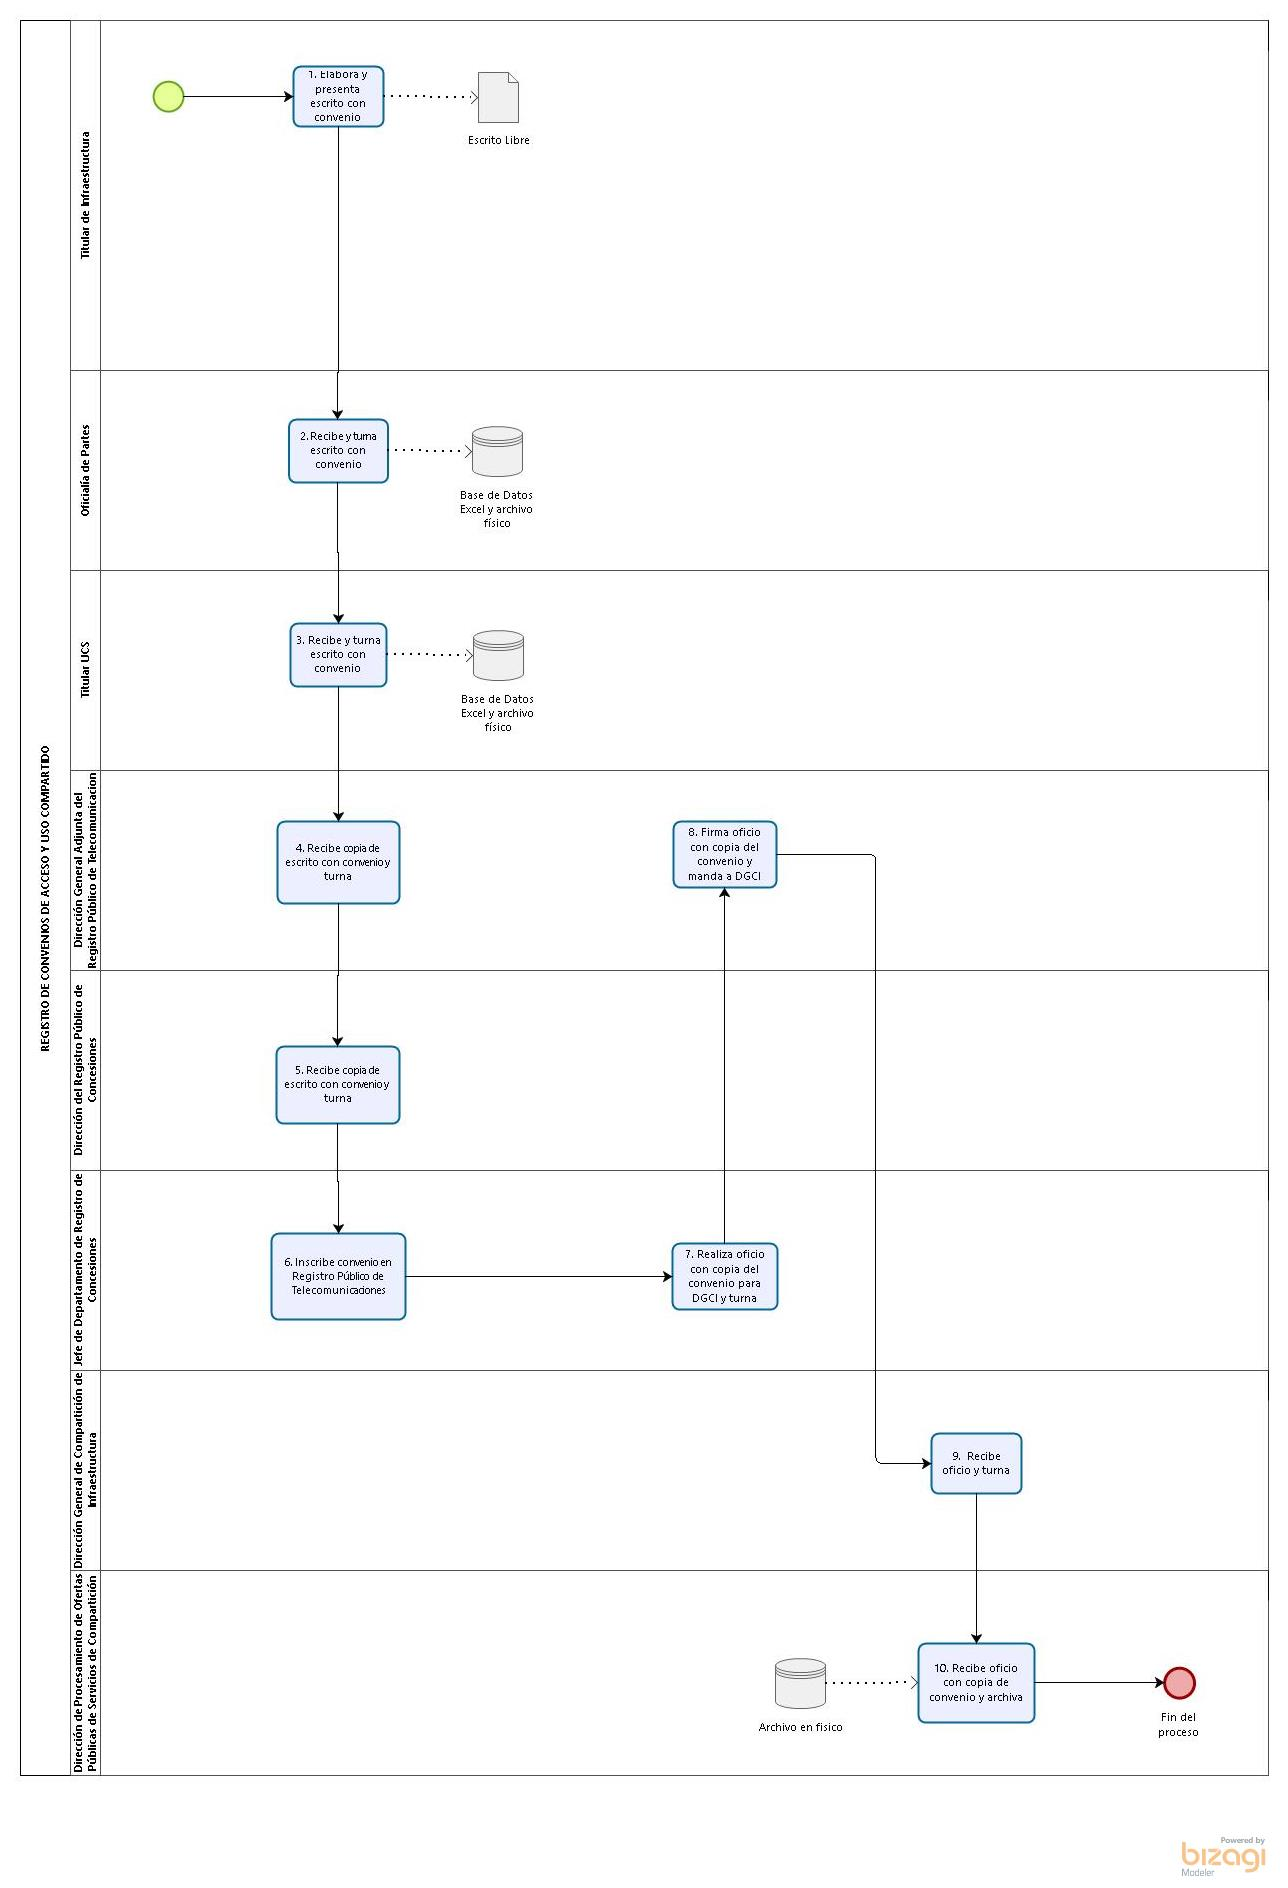 REGISTRO DE CONVENIOS DE ACCESO Y USO COMPARTIDO
Titular de Infraestructura
1. Elabora y
presenta
escrito con
convenio
Escrito Libre
Oficialía de Partes
2. Recibe y turna
escrito con
convenio
Base de Datos
Excel y archivo
físico
Titular UCS
3. Recibe y turna
escrito con
convenio
Base de Datos
Excel y archivo
físico
Dirección General Adjunta del
Registro Público de Telecomunicacion
4. Recibe copia de
escrito con convenio y
turna
8. Firma oficio
con copia del
convenio y
manda a DGCI
Dirección del Registro Público de
Concesiones
5. Recibe copia de
escrito con convenio y
turna
Jefe de Departamento de Registro de
Concesiones
6. Inscribe convenio en
Registro Público de
Telecomunicaciones
7. Realiza oficio
con copia del
convenio para
DGCI y turna
Dirección General de Compartición de
Infraestructura
9. Recibe
oficio y turna
Dirección de Procesamiento de Ofertas
Públicas de Servicios de Compartición
Archivo en fisico
10. Recibe oficio
con copia de
convenio y archiva
Fin del
proceso
Powered by
bizagi
Modeler